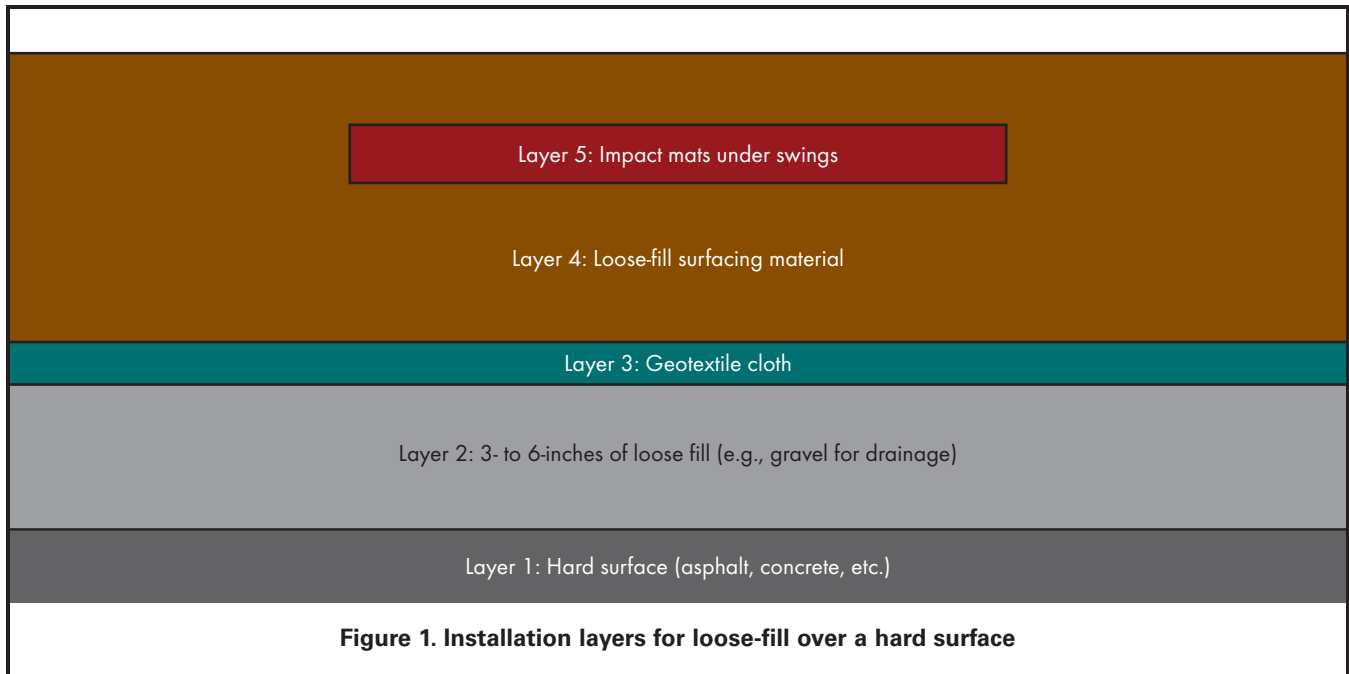 Layer 5: Impact mats under swings
Layer 4: Loose-fill surfacing material
Layer 3: Geotextile cloth
Layer 2: 3- to 6-inches of loose fill (e.g., gravel for drainage)
Layer 1: Hard surface (asphalt, concrete, etc.)
Figure 1. Installation layers for loose-fill over a hard surface